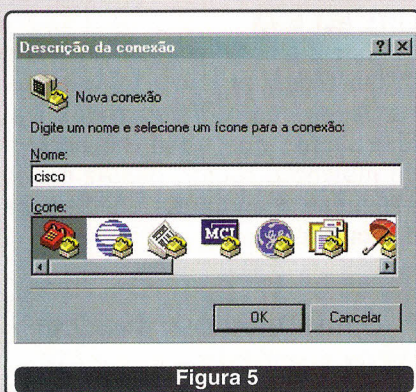 Descrição da conexão
Nova conexão
Digite um nome e selecione um ícone para a conexão:
Nome:
cisco
Ícone:
MCI
OK
Cancelar
Figura 5